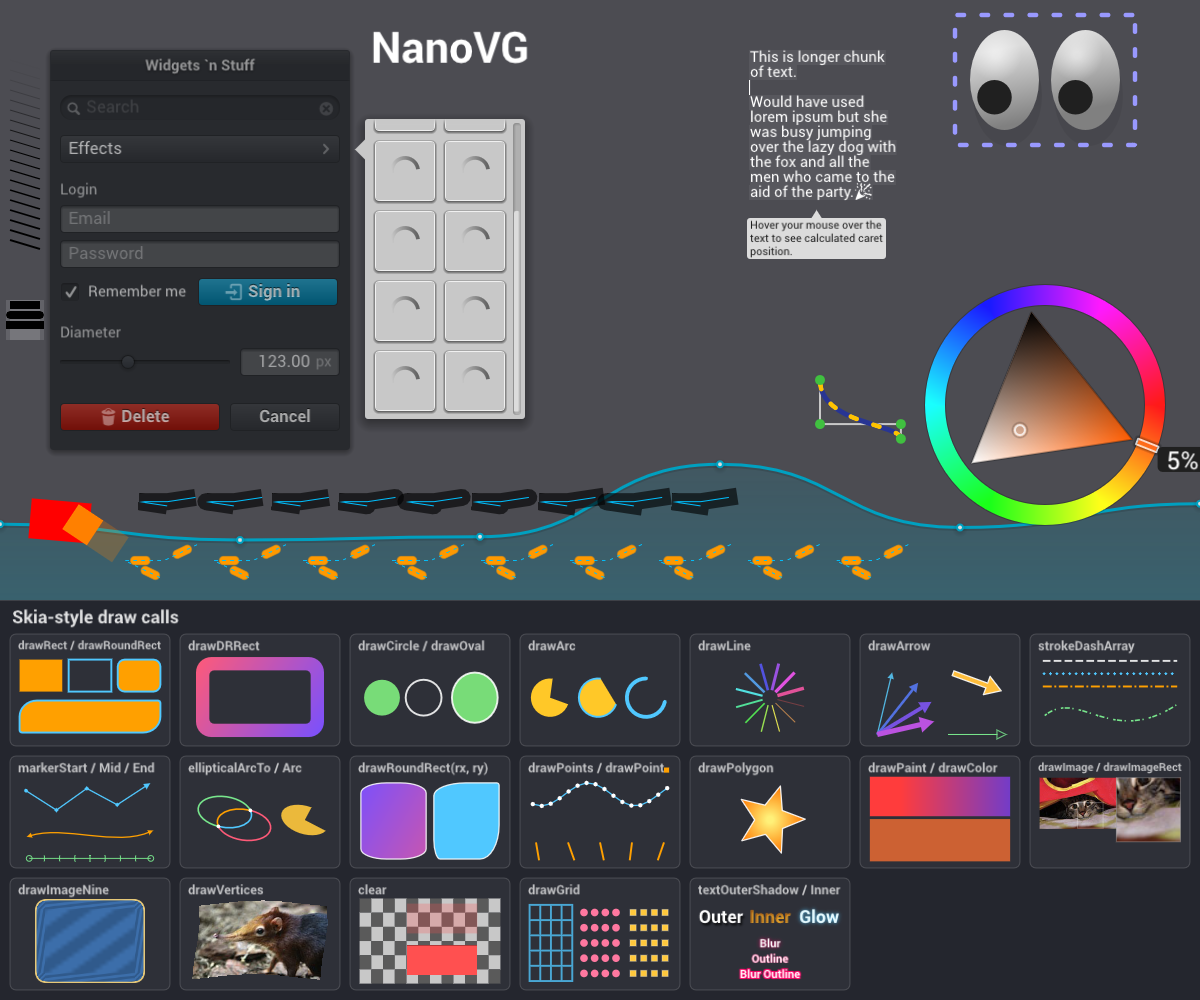 NanoVG
Widgets `n Stuff
Search
Effects
Login
Email
Password
Remember me
Sign in
Diameter
123.00 px
Delete
Cancel
This is longer chunk
of text.
Would have used
lorem ipsum but she
was busy jumping
over the lazy dog with
the fox and all the
men who came to the
aid of the party.🎉
Hover your mouse over the
text to see calculated caret
position.
5%
Skia-style draw calls
drawRect / drawRoundRect
drawDRRect
drawCircle / drawOval
drawArc
drawLine
drawArrow
strokeDashArray
markerStart / Mid / End
ellipticalArcTo / Arc
drawRoundRect(rx, ry)
drawPoints / drawPoint
drawPolygon
drawPaint / drawColor
drawImage / drawImageRect
drawImageNine
drawVertices
clear
drawGrid
textOuterShadow / Inner
Outer Inner Glow
Blur
Outline
Blur Outline